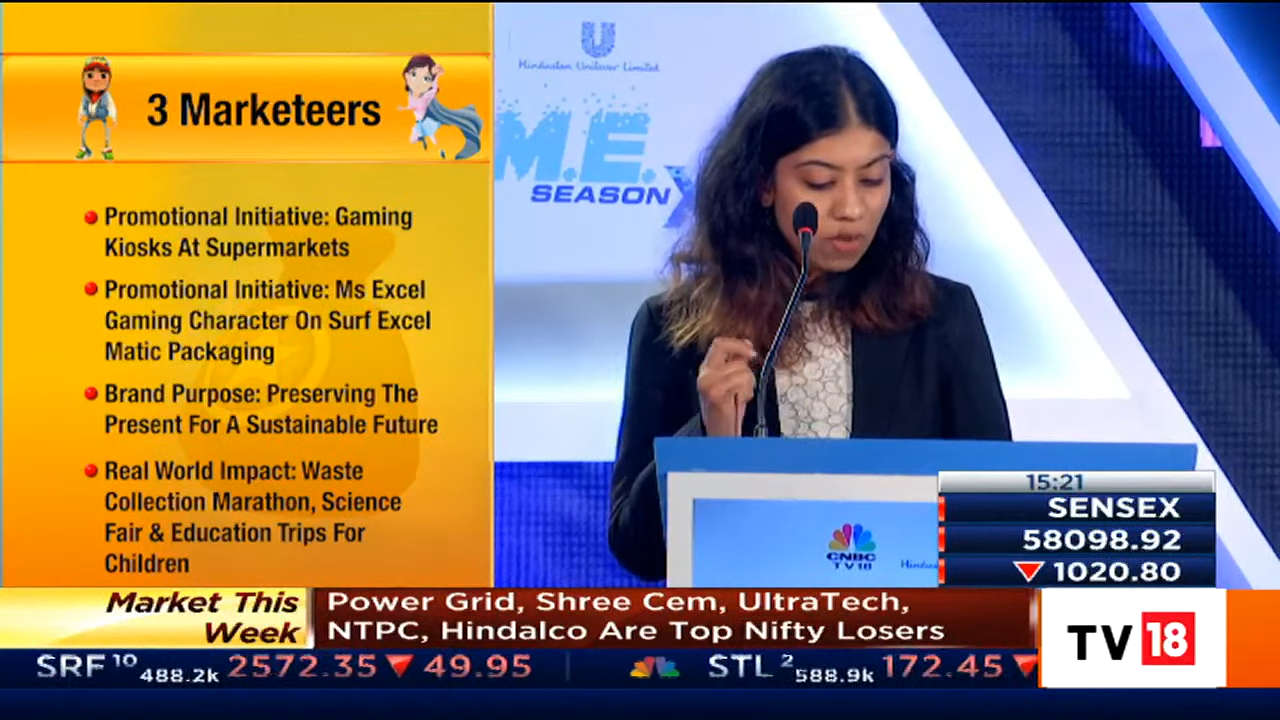 3 Marketeers
Promotional Initiative: Gaming
Kiosks At Supermarkets
Promotional Initiative: Ms Excel
Gaming Character On Surf Excel
Matic Packaging
Brand Purpose: Preserving The
Present For A Sustainable Future
Real World Impact: Waste
Collection Marathon, Science
Fair & Education Trips For
Children
Hindustan Unilever Limited
M.E.
SEASON X
CNBC
TV18
15:21
SENSEX
58098.92
▼ 1020.80
Market This
Week
Power Grid, Shree Cem, UltraTech,
NTPC, Hindalco Are Top Nifty Losers
SRF 10 488.2k 2572.35 ▼ 49.95
STL 2 588.9k 172.45 ▼
TV18